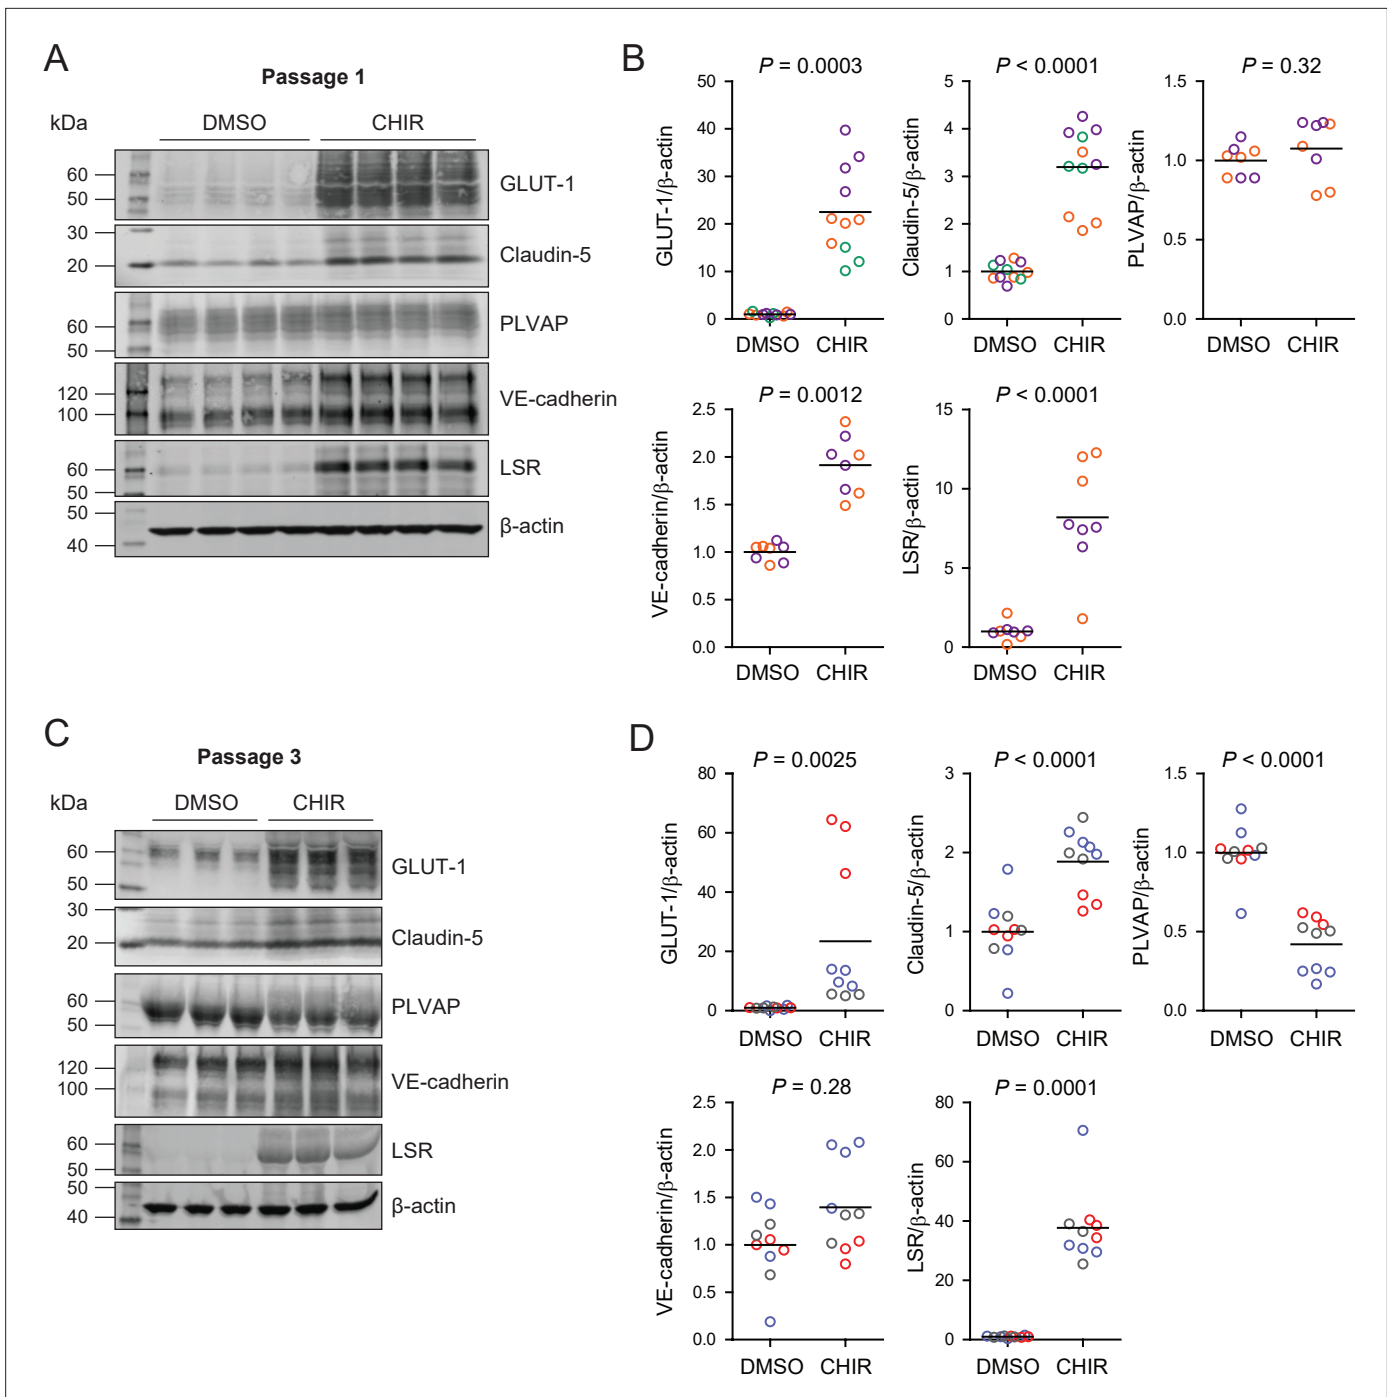 A
Passage 1
kDa
DMSO CHIR
60
50
GLUT-1
30
20
Claudin-5
60
50
PLVAP
120
100
VE-cadherin
60
50
LSR
50
40
β-actin
B
P = 0.0003
GLUT-1/β-actin
50
40
30
20
10
0
DMSO CHIR
P < 0.0001
Claudin-5/β-actin
5
4
3
2
1
0
DMSO CHIR
P = 0.32
PLVAP/β-actin
1.5
1.0
0.5
0.0
DMSO CHIR
P = 0.0012
VE-cadherin/β-actin
2.5
2.0
1.5
1.0
0.5
0.0
DMSO CHIR
P < 0.0001
LSR/β-actin
15
10
5
0
DMSO CHIR
C
Passage 3
kDa
DMSO CHIR
60
50
GLUT-1
30
20
Claudin-5
60
50
PLVAP
120
100
VE-cadherin
60
50
LSR
50
40
β-actin
D
P = 0.0025
GLUT-1/β-actin
80
60
40
20
0
DMSO CHIR
P < 0.0001
Claudin-5/β-actin
3
2
1
0
DMSO CHIR
P < 0.0001
PLVAP/β-actin
1.5
1.0
0.5
0.0
DMSO CHIR
P = 0.28
VE-cadherin/β-actin
2.5
2.0
1.5
1.0
0.5
0.0
DMSO CHIR
P = 0.0001
LSR/β-actin
80
60
40
20
0
DMSO CHIR